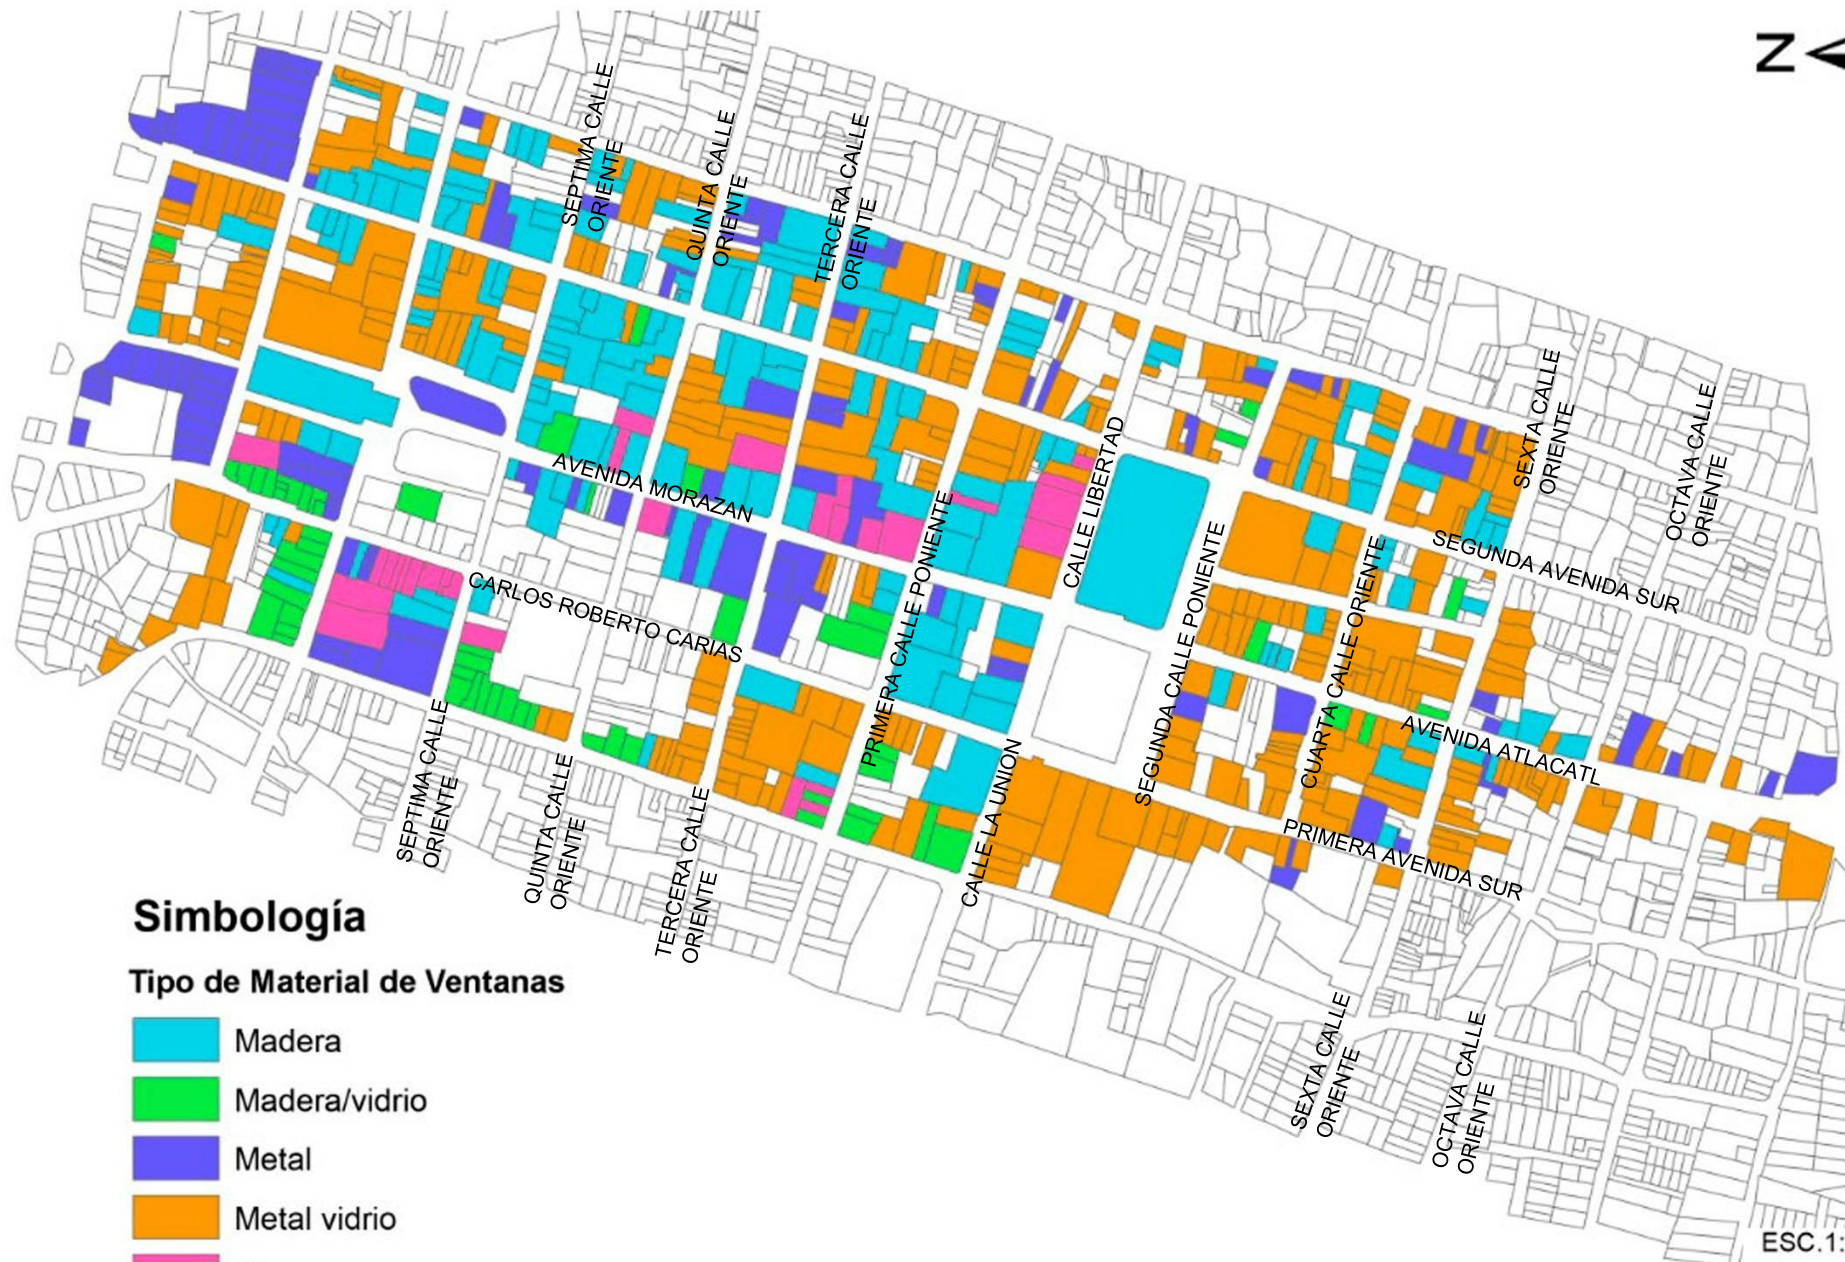 Z
SEPTIMA CALLE
ORIENTE
QUINTA CALLE
ORIENTE
TERCERA CALLE
ORIENTE
SEXTA CALLE
ORIENTE
OCTAVA CALLE
ORIENTE
AVENIDA MORAZAN
CALLE LIBERTAD
PRIMERA CALLE PONIENTE
SEGUNDA CALLE PONIENTE
CUARTA CALLE ORIENTE
SEGUNDA AVENIDA SUR
CARLOS ROBERTO CARIAS
AVENIDA ATLACATL
SEPTIMA CALLE
ORIENTE
QUINTA CALLE
ORIENTE
TERCERA CALLE
ORIENTE
CALLE LA UNION
PRIMERA AVENIDA SUR
SEXTA CALLE
ORIENTE
OCTAVA CALLE
ORIENTE
Simbología
Tipo de Material de Ventanas
Madera
Madera/vidrio
Metal
Metal vidrio
ESC.1: